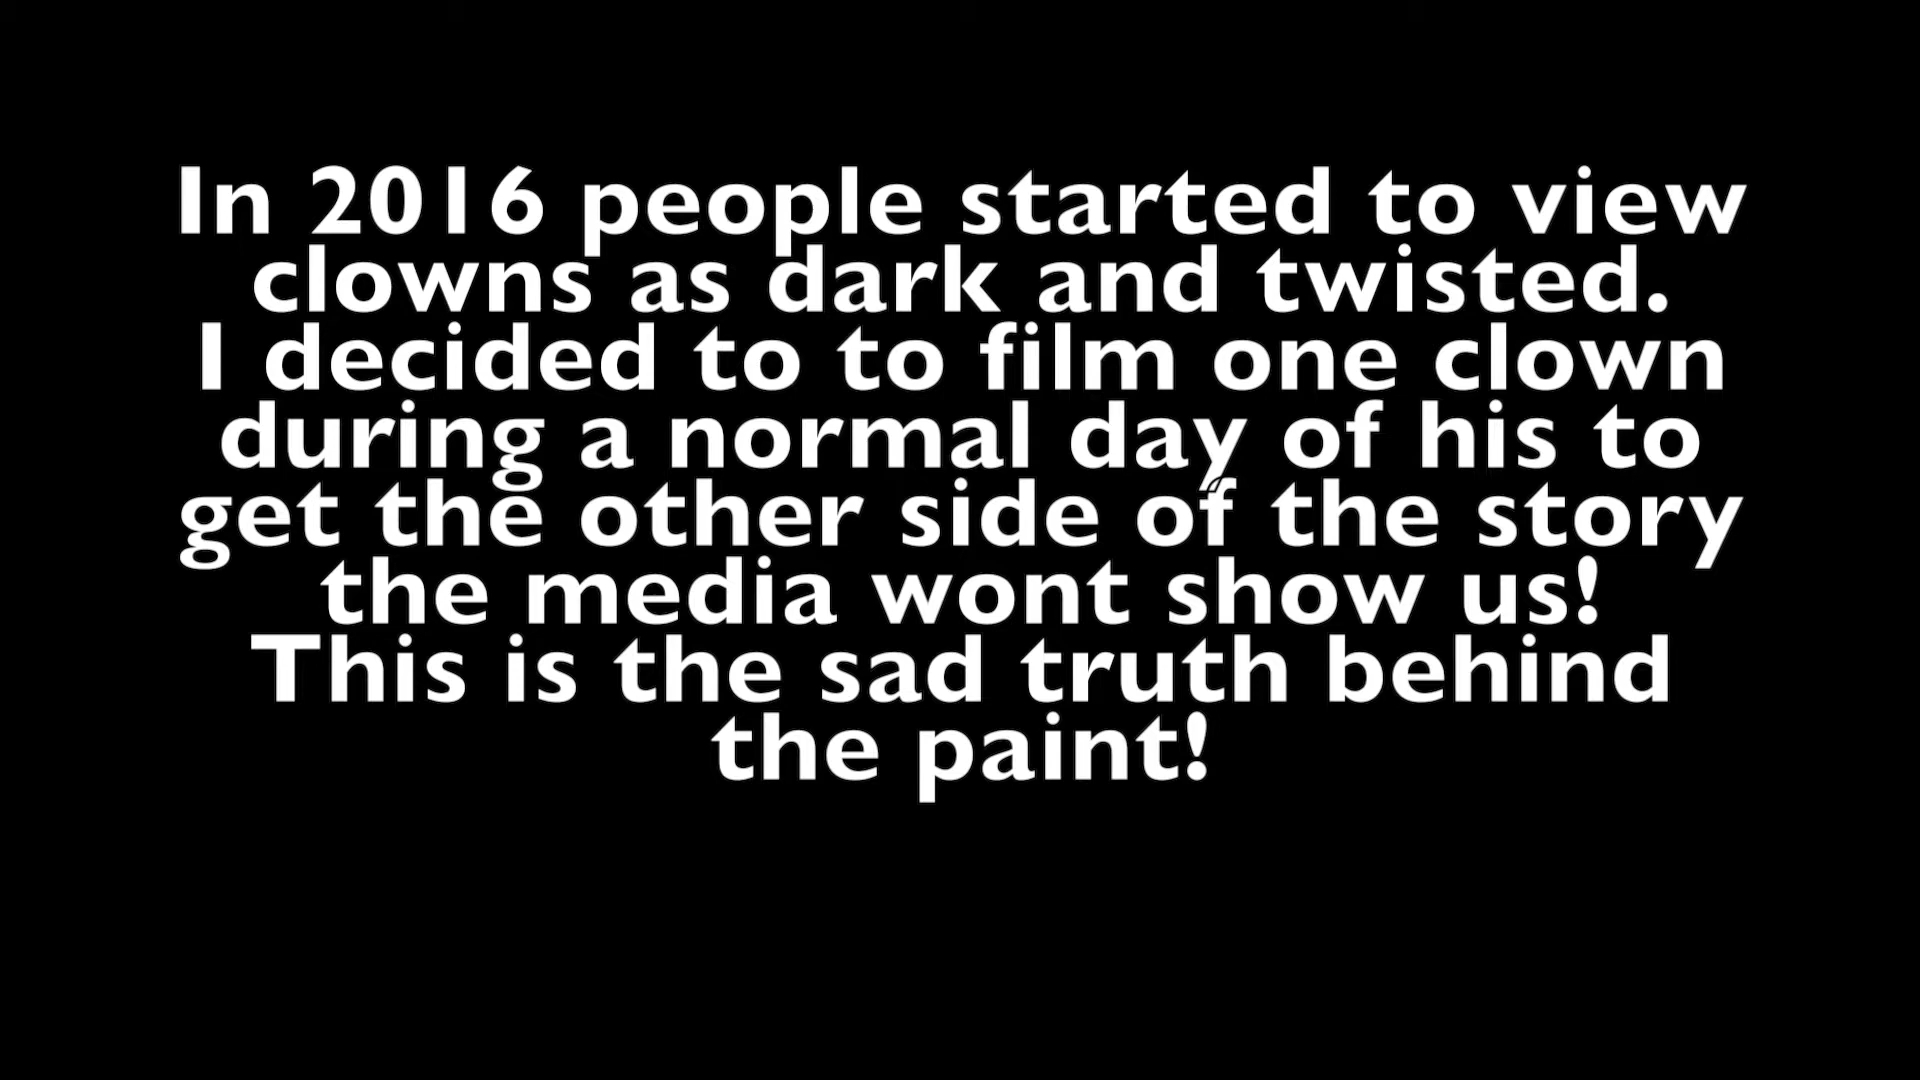 In 2016 people started to view
clowns as dark and twisted.
I decided to to film one clown
during a normal day of his to
get the other side of the story
the media wont show us!
This is the sad truth behind
the paint!